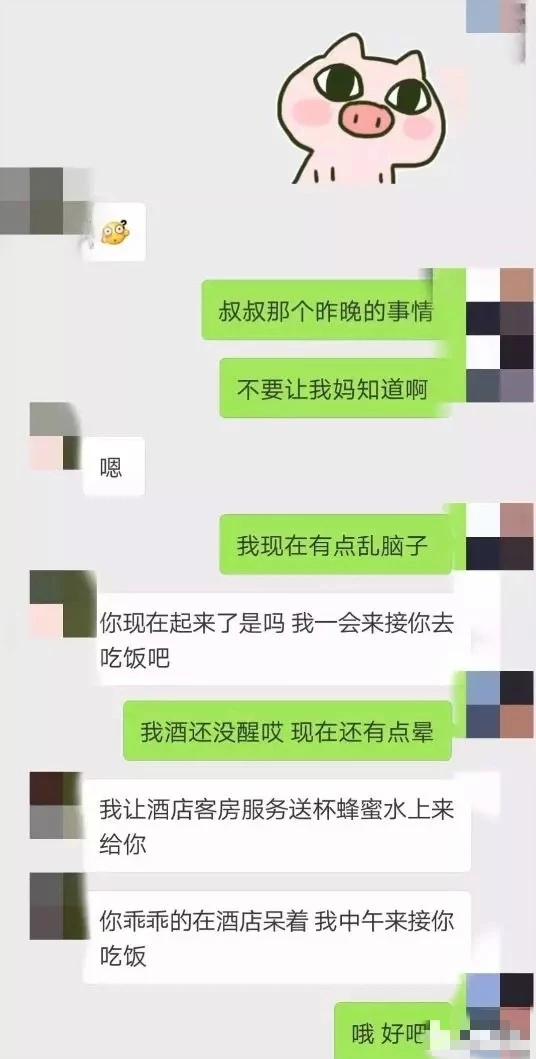 叔叔那个昨晚的事情
不要让我妈知道啊
嗯
我现在有点乱脑子
你现在起来了是吗 我一会来接你去
吃饭吧
我酒还没醒哎 现在还有点晕
我让酒店客房服务送杯蜂蜜水上来
给你
你乖乖的在酒店呆着 我中午来接你
吃饭
哦 好吧